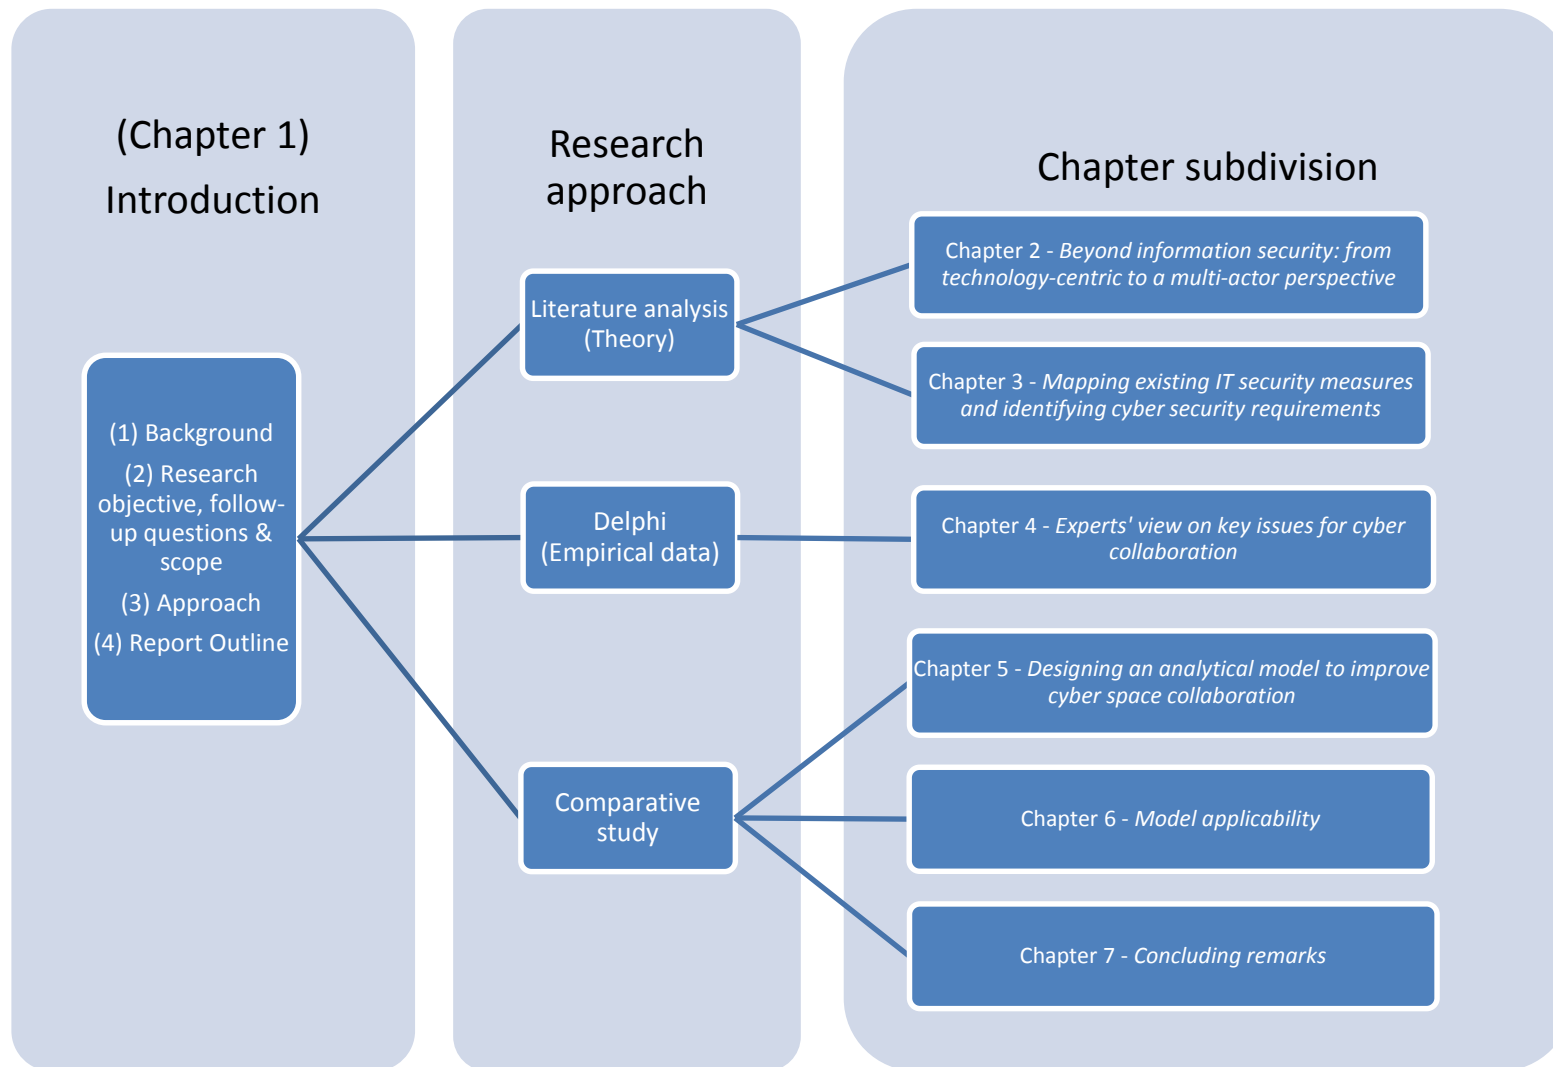 (Chapter 1)
Introduction
(1) Background
(2) Research
objective, follow-
up questions &
scope
(3) Approach
(4) Report Outline
Research
approach
Literature analysis
(Theory)
Delphi
(Empirical data)
Comparative
study
Chapter subdivision
Chapter 2 - Beyond information security: from
technology-centric to a multi-actor perspective
Chapter 3 - Mapping existing IT security measures
and identifying cyber security requirements
Chapter 4 - Experts' view on key issues for cyber
collaboration
Chapter 5 - Designing an analytical model to improve
cyber space collaboration
Chapter 6 - Model applicability
Chapter 7 - Concluding remarks